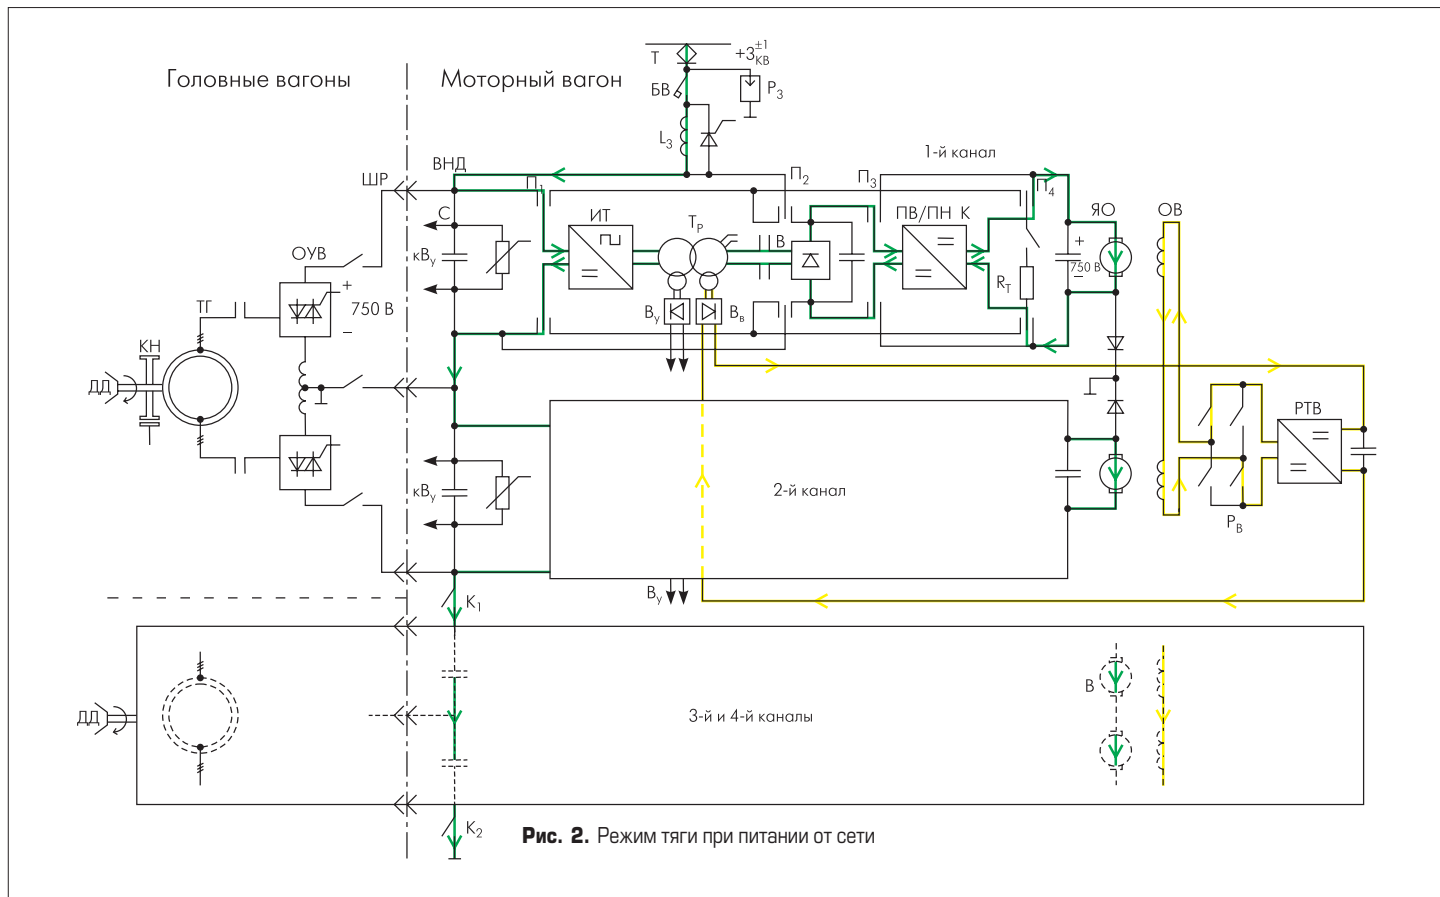 Головные вагоны
Моторный вагон
Т
+3 ±1 КВ
БВ
Р3
L3
1-й канал
ВНД
ШР
П1
П2
П3
П4
С
ИТ
ТР
В
ПВ/ПН К
ЯО
ОВ
ОУВ
кВу
+
750 В
–
RТ
+
750 В
–
ТГ
Ву
Вв
КН
ДД
РТВ
кВу
2-й канал
РВ
Ву
К1
В
ДД
3-й и 4-й каналы
К2
Рис. 2. Режим тяги при питании от сети